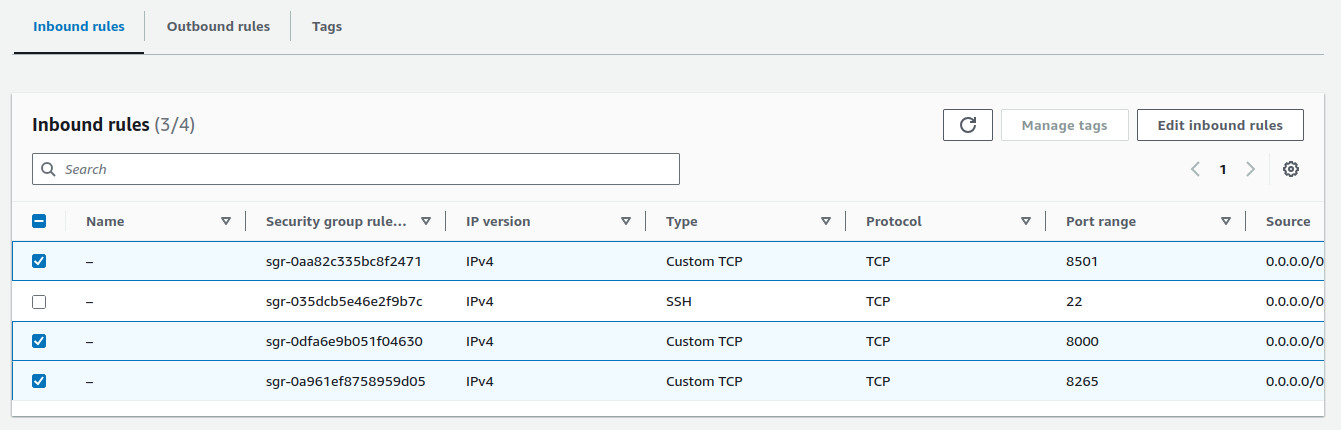 Inbound rules Outbound rules Tags
Inbound rules (3/4) Manage tags Edit inbound rules
Search 1
Name Security group rule... IP version Type Protocol Port range Source
– sgr-0aa82c335bc8f2471 IPv4 Custom TCP TCP 8501 0.0.0.0/0
– sgr-035dcb5e46e2f9b7c IPv4 SSH TCP 22 0.0.0.0/0
– sgr-0dfa6e9b051f04630 IPv4 Custom TCP TCP 8000 0.0.0.0/0
– sgr-0a961ef8758959d05 IPv4 Custom TCP TCP 8265 0.0.0.0/0